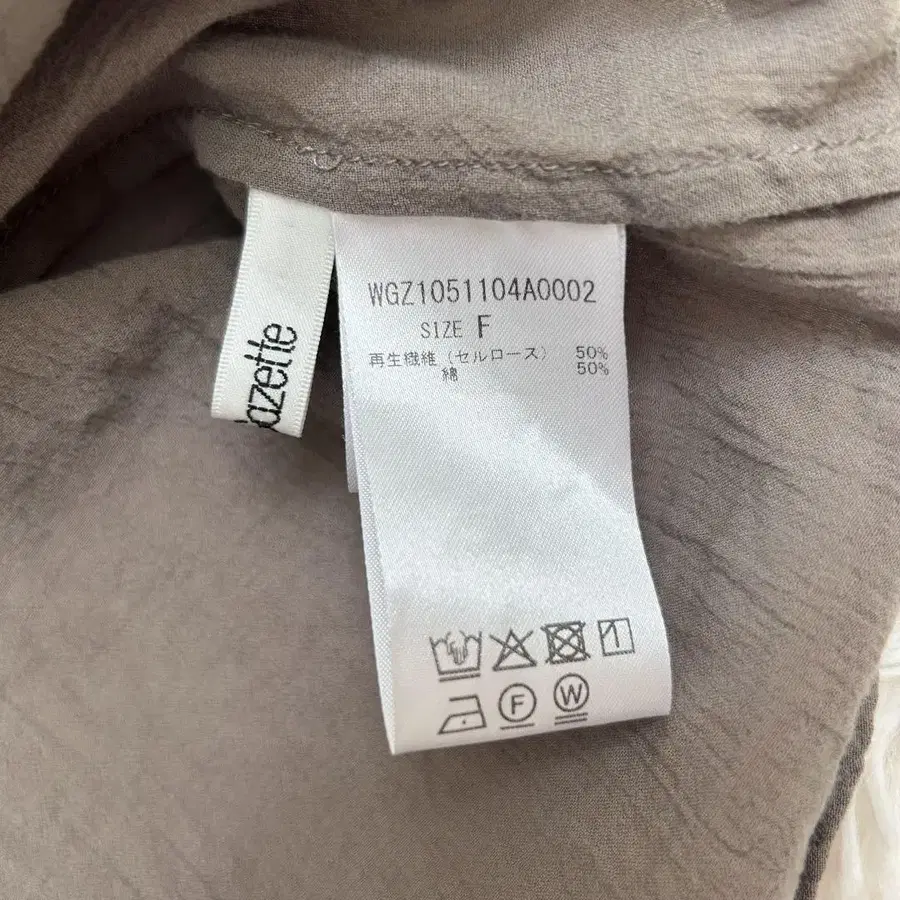 azette
WGZ1051104A0002
SIZE F
再生繊維（セルロース） 50%
綿 50%
F W